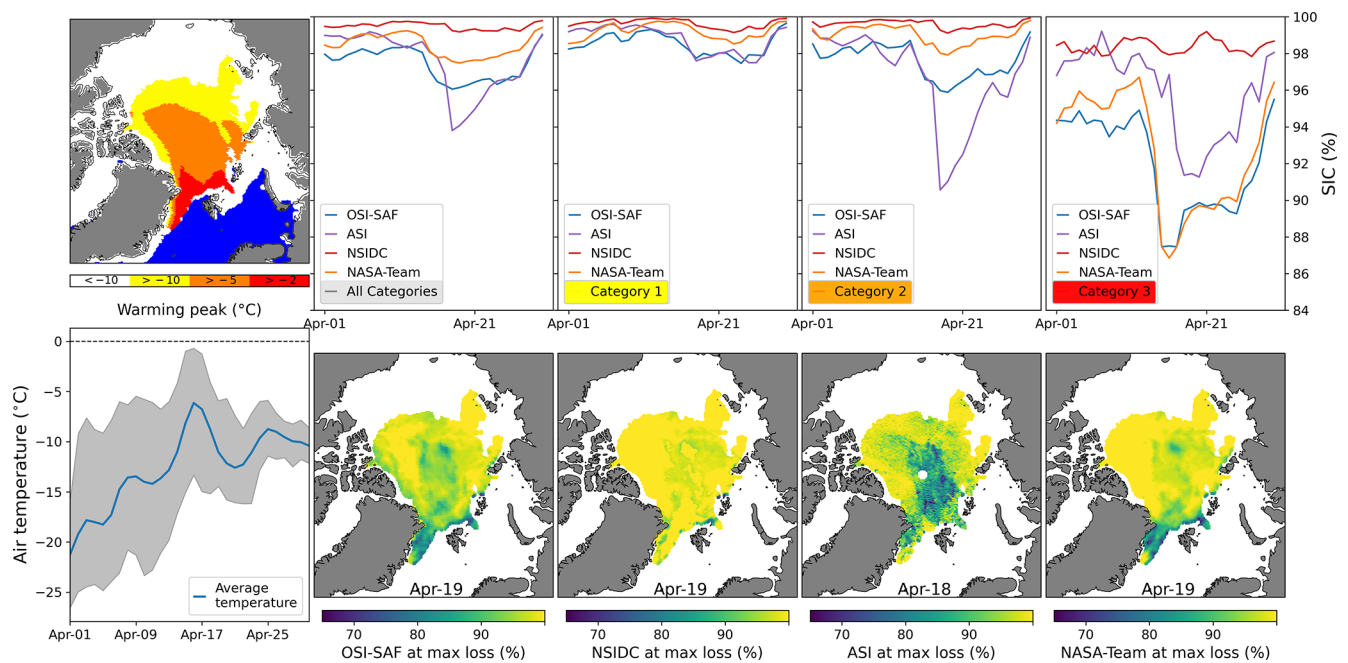 < −10 > −10 > −5 > −2
Warming peak (°C)
OSI-SAF
ASI
NSIDC
NASA-Team
All Categories
Apr-01 Apr-21
OSI-SAF
ASI
NSIDC
NASA-Team
Category 1
Apr-01 Apr-21
OSI-SAF
ASI
NSIDC
NASA-Team
Category 2
Apr-01 Apr-21
OSI-SAF
ASI
NSIDC
NASA-Team
Category 3
Apr-01 Apr-21
100
98
96
94
92
90
88
86
84
SIC (%)
Air temperature (°C)
0
−5
−10
−15
−20
−25
Average
temperature
Apr-01 Apr-09 Apr-17 Apr-25
Apr-19
70 80 90
OSI-SAF at max loss (%)
Apr-19
70 80 90
NSIDC at max loss (%)
Apr-18
70 80 90
ASI at max loss (%)
Apr-19
70 80 90
NASA-Team at max loss (%)